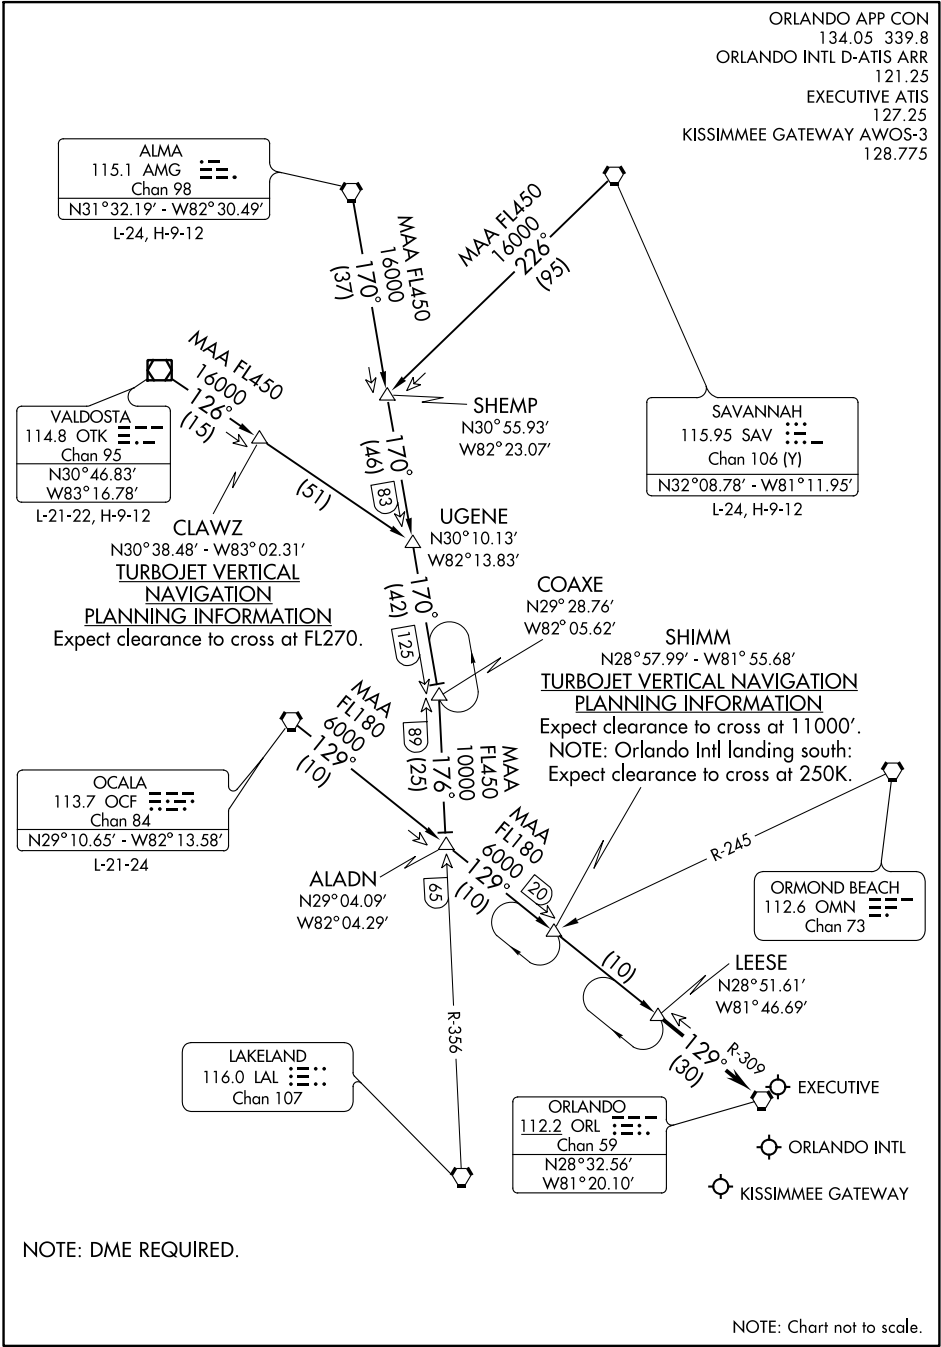 ORLANDO APP CON
134.05 339.8
ORLANDO INTL D-ATIS ARR
121.25
EXECUTIVE ATIS
127.25
KISSIMMEE GATEWAY AWOS-3
128.775
ALMA
115.1 AMG
Chan 98
N31°32.19' - W82°30.49'
L-24, H-9-12
MAA FL450
16000
170°
(37)
MAA FL450
16000
226°
(95)
VALDOSTA
114.8 OTK
Chan 95
N30°46.83'
W83°16.78'
L-21-22, H-9-12
MAA FL450
16000
126°
(15)
SHEMP
N30°55.93'
W82°23.07'
SAVANNAH
115.95 SAV
Chan 106 (Y)
N32°08.78' - W81°11.95'
L-24, H-9-12
170°
(46)
83
(51)
CLAWZ
N30°38.48' - W83°02.31'
TURBOJET VERTICAL
NAVIGATION
PLANNING INFORMATION
Expect clearance to cross at FL270.
UGENE
N30°10.13'
W82°13.83'
170°
(42)
125
COAXE
N29°28.76'
W82°05.62'
SHIMM
N28°57.99' - W81°55.68'
TURBOJET VERTICAL NAVIGATION
PLANNING INFORMATION
Expect clearance to cross at 11000'.
NOTE: Orlando Intl landing south:
Expect clearance to cross at 250K.
MAA
FL180
6000
129°
(10)
89
MAA
FL450
10000
176°
(25)
OCALA
113.7 OCF
Chan 84
N29°10.65' - W82°13.58'
L-21-24
MAA
FL180
6000
129°
(10)
20
R-245
ORMOND BEACH
112.6 OMN
Chan 73
ALADN
N29°04.09'
W82°04.29'
65
(10)
LEESE
N28°51.61'
W81°46.69'
R-356
129°
(30)
R-309
LAKELAND
116.0 LAL
Chan 107
ORLANDO
112.2 ORL
Chan 59
N28°32.56'
W81°20.10'
EXECUTIVE
ORLANDO INTL
KISSIMMEE GATEWAY
NOTE: DME REQUIRED.
NOTE: Chart not to scale.